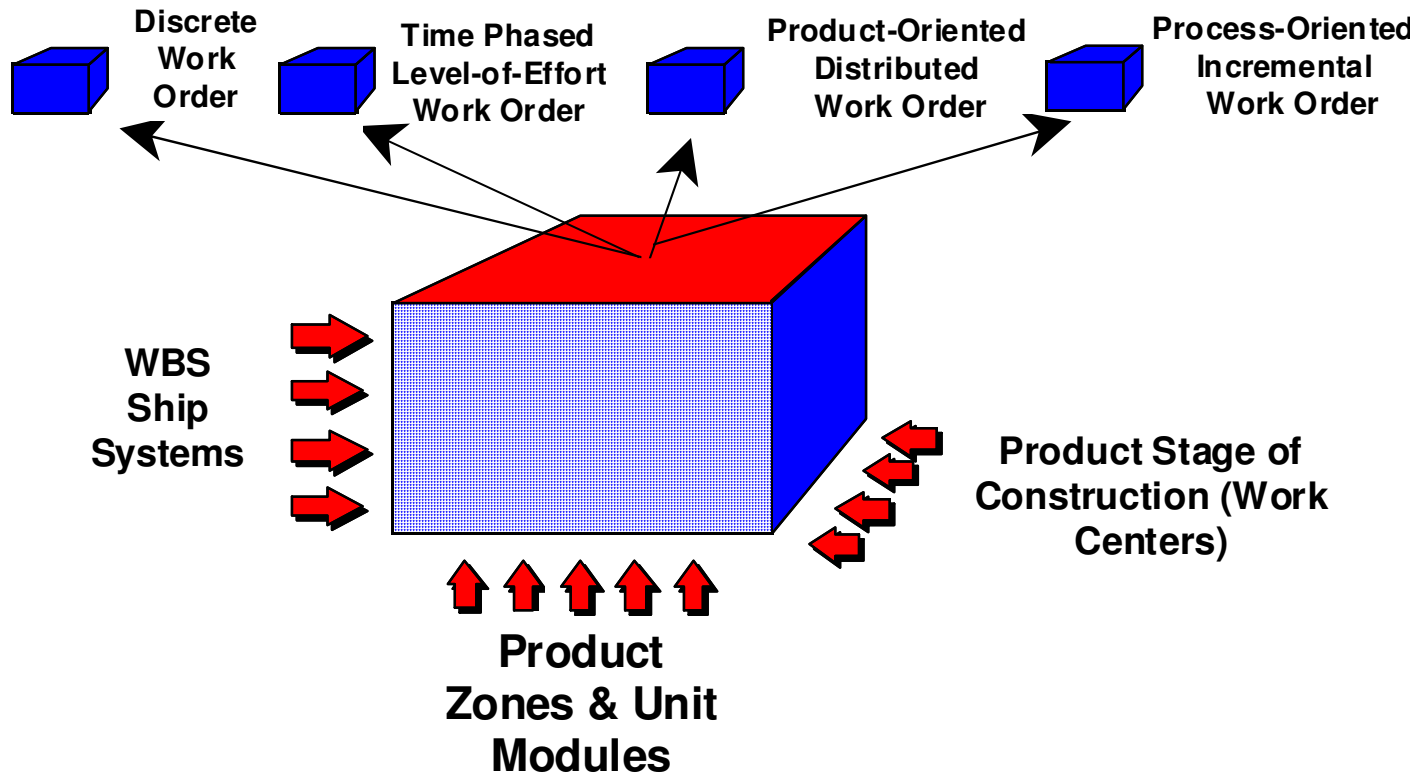 Discrete
Work
Order
Time Phased
Level-of-Effort
Work Order
Product-Oriented
Distributed
Work Order
Process-Oriented
Incremental
Work Order
WBS
Ship
Systems
Product Stage of
Construction (Work
Centers)
Product
Zones & Unit
Modules